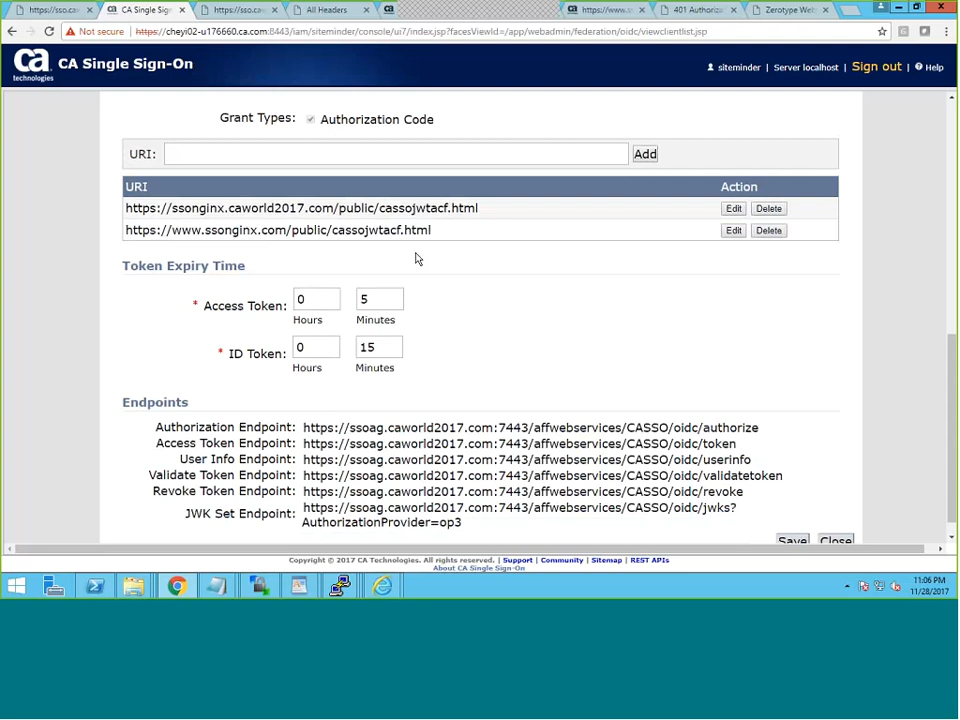 https://sso.ca
CA Single Sig
https://sso.ca
All Headers
https://www.s
401 Authoriza
Zerotype Web
Not secure https://cheyi02-u176660.ca.com:8443/iam/siteminder/console/ui7/index.jsp?facesViewId=/app/webadmin/federation/oidc/viewclientlist.jsp
ca technologies
CA Single Sign-On
siteminder | Server localhost | Sign out | Help
Grant Types: Authorization Code
URI: Add
URI Action
https://ssonginx.caworld2017.com/public/cassojwtacf.html Edit Delete
https://www.ssonginx.com/public/cassojwtacf.html Edit Delete
Token Expiry Time
* Access Token: 0 5
Hours Minutes
* ID Token: 0 15
Hours Minutes
Endpoints
Authorization Endpoint: https://ssoag.caworld2017.com:7443/affwebservices/CASSO/oidc/authorize
Access Token Endpoint: https://ssoag.caworld2017.com:7443/affwebservices/CASSO/oidc/token
User Info Endpoint: https://ssoag.caworld2017.com:7443/affwebservices/CASSO/oidc/userinfo
Validate Token Endpoint: https://ssoag.caworld2017.com:7443/affwebservices/CASSO/oidc/validatetoken
Revoke Token Endpoint: https://ssoag.caworld2017.com:7443/affwebservices/CASSO/oidc/revoke
JWK Set Endpoint: https://ssoag.caworld2017.com:7443/affwebservices/CASSO/oidc/jwks?
AuthorizationProvider=op3
Save Close
Copyright © 2017 CA Technologies. All rights reserved. | Support | Community | Sitemap | REST APIs
About CA Single Sign-On
11:06 PM
11/28/2017